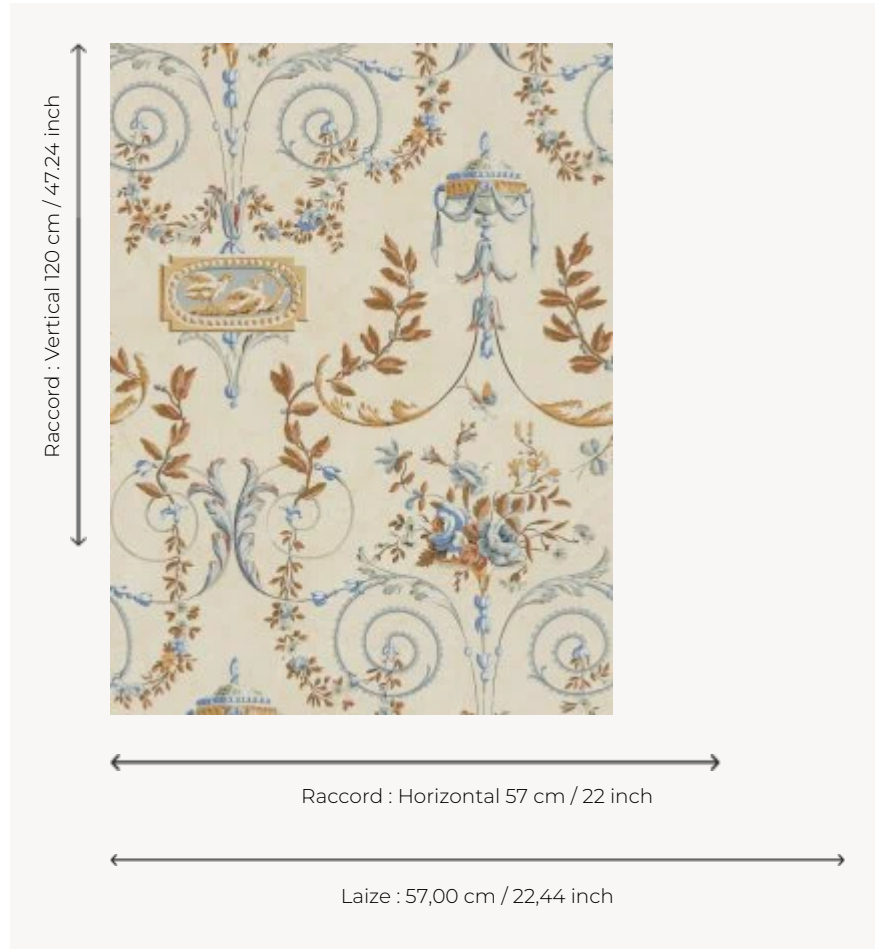 Raccord : Vertical 120 cm / 47.24 inch
Raccord : Horizontal 57 cm / 22 inch
Laize : 57,00 cm / 22,44 inch